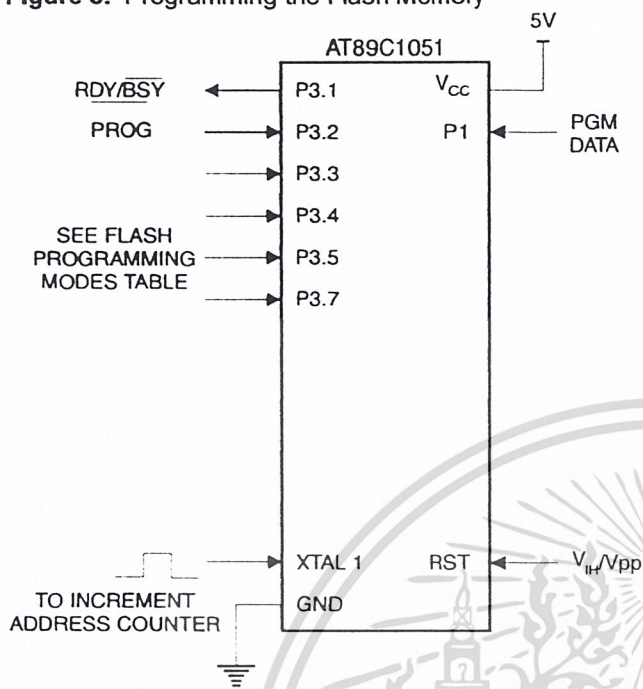 Figure Programming the Flash Memory
5V
AT89C1051
RDY/BSY
P3.1
VCC
PROG
P3.2
P1
PGM
DATA
P3.3
P3.4
SEE FLASH
PROGRAMMING
MODES TABLE
P3.5
P3.7
XTAL 1
RST
VIH/Vpp
TO INCREMENT
ADDRESS COUNTER
GND